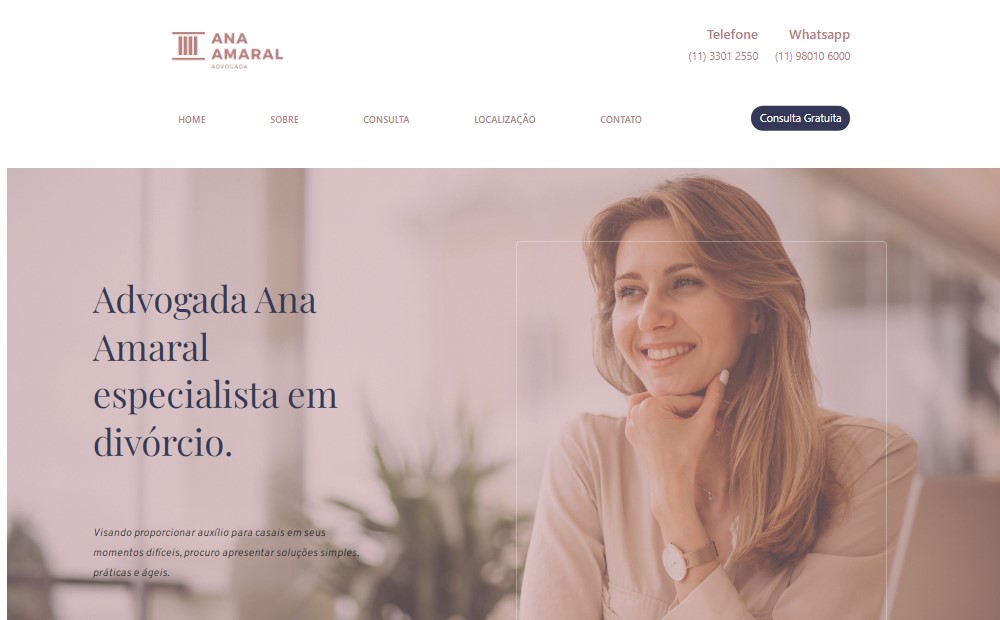 ANA
AMARAL
ADVOGADA
Telefone Whatsapp
(11) 3301 2550 (11) 98010 6000
HOME SOBRE CONSULTA LOCALIZAÇÃO CONTATO Consulta Gratuita
Advogada Ana
Amaral
especialista em
divórcio.
Visando proporcionar auxílio para casais em seus
momentos difíceis, procuro apresentar soluções simples,
práticas e ágeis.